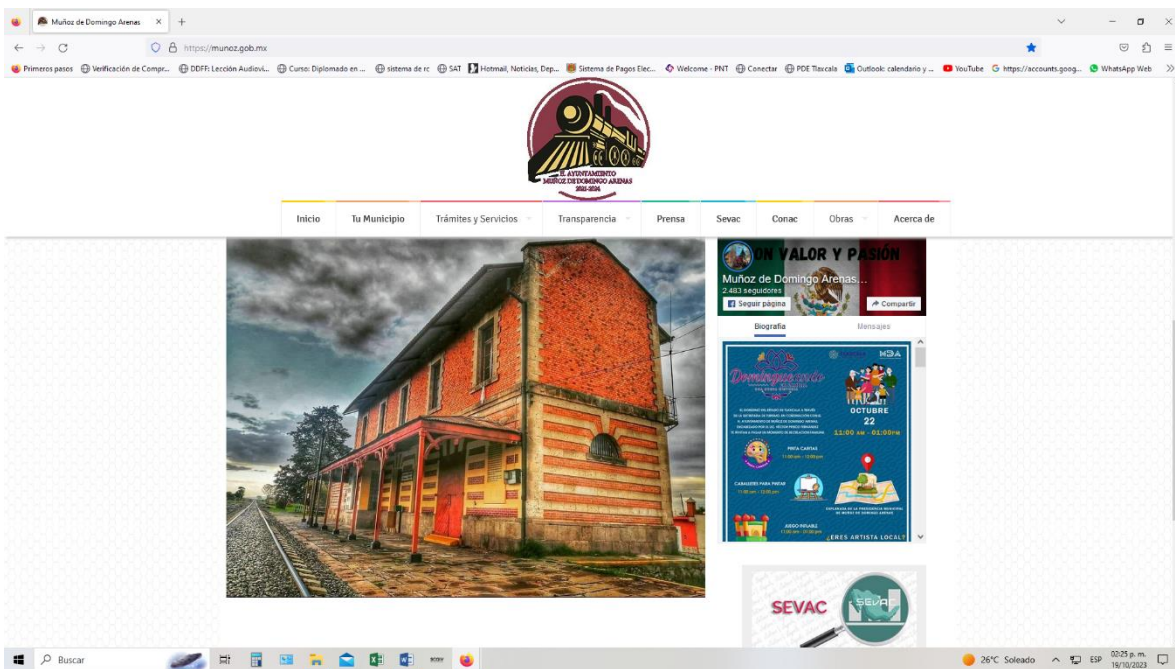 Muñoz de Domingo Arenas
https://munoz.gob.mx
Primeros pasos
Verificación de Compr...
DDFF: Lección Audiovi...
Curso: Diplomado en ...
sistema de rc
SAT
Hotmail, Noticias, Dep...
Sistema de Pagos Elec...
Welcome - PNT
Conectar
PDE Tlaxcala
Outlook calendario y ...
YouTube
https://accounts.goog...
WhatsApp Web
EL AYUNTAMIENTO
MUÑOZ DE DOMINGO ARENAS
2021-2024
Inicio
Tu Municipio
Trámites y Servicios
Transparencia
Prensa
Sevac
Conac
Obras
Acerca de
ON VALOR Y PASIÓN
Muñoz de Domingo Arenas...
2.483 seguidores
Seguir página
Compartir
Biografía
Mensajes
OCTUBRE
22
11:00 AM - 01:00PM
PINTA CARITAS
CABALLETES PARA PINTAR
¿ERES ARTISTA LOCAL?
SEVAC
SEVAC
Buscar
26°C Soleado
ESP
02:25 p. m.
19/10/2023